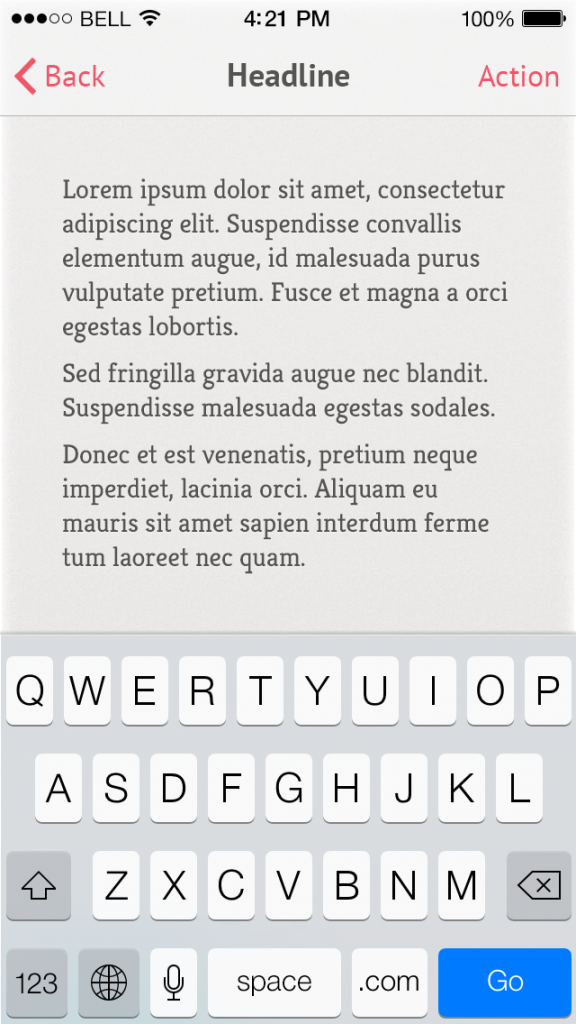 BELL 4:21 PM 100%
Back Headline Action
Lorem ipsum dolor sit amet, consectetur
adipiscing elit. Suspendisse convallis
elementum augue, id malesuada purus
vulputate pretium. Fusce et magna a orci
egestas lobortis.
Sed fringilla gravida augue nec blandit.
Suspendisse malesuada egestas sodales.
Donec et est venenatis, pretium neque
imperdiet, lacinia orci. Aliquam eu
mauris sit amet sapien interdum ferme
tum laoreet nec quam.
Q W E R T Y U I O P
A S D F G H J K L
Z X C V B N M
123 space .com Go